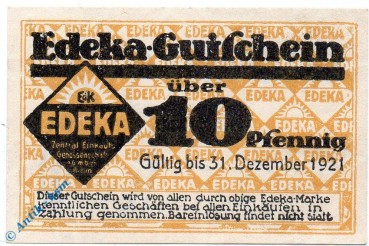 Edeka-Gutschein
über
10
Pfennig
Gültig bis 31. Dezember 1921
EdK
EDEKA
Zentral Einkaufs
Genossenschaft
Dieser Gutschein wird von allen durch obige Edeka-Marke
kenntlichen Geschäften bei allen Einkäufen in
Zahlung genommen. Bareinlösung findet nicht statt.